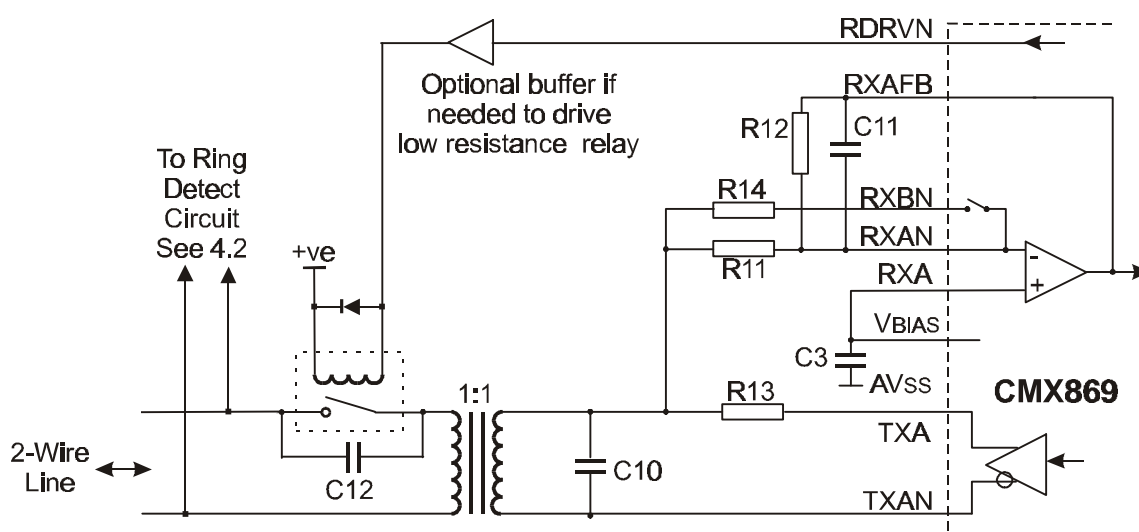 RDRVN
Optional buffer if
needed to drive
low resistance relay
RXAFB
R12
C11
To Ring
Detect
Circuit
See 4.2
R14
RXBN
+ve
R11
RXAN
-
RXA
+
VBIAS
C3
AVSS
1:1
R13
CMX869
TXA
2-Wire
Line
C12
C10
TXAN